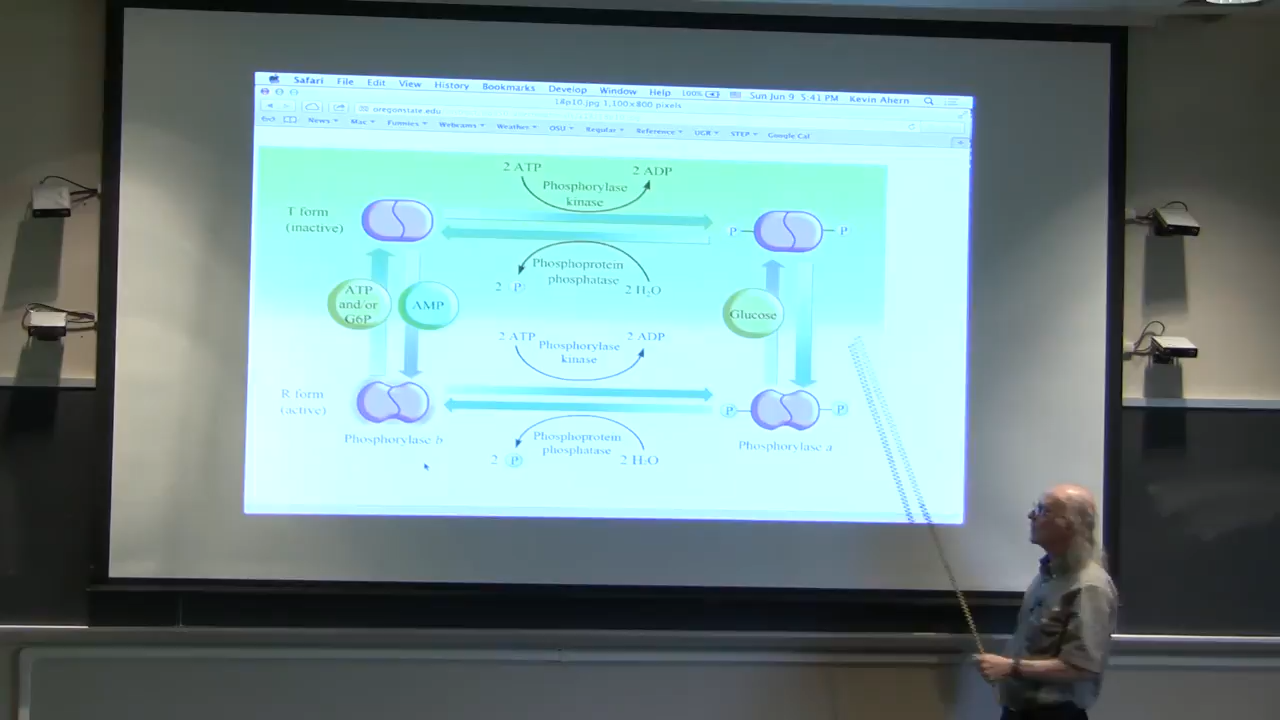 Safari File Edit View History Bookmarks Develop Window Help 100% Sun Jun 9 5:41 PM Kevin Ahern
18p10.jpg 1,100×800 pixels
oregonstate.edu
News Mac Funnies Webcams Weather OSU Regular Reference UGR STEP Google Cal
2 ATP 2 ADP
Phosphorylase
kinase
T form
(inactive)
P P
Phosphoprotein
phosphatase
2 P 2 H₂O
ATP
and/or
G6P
AMP
Glucose
2 ATP 2 ADP
Phosphorylase
kinase
R form
(active)
P P
Phosphorylase b
Phosphorylase a
Phosphoprotein
phosphatase
2 P 2 H₂O